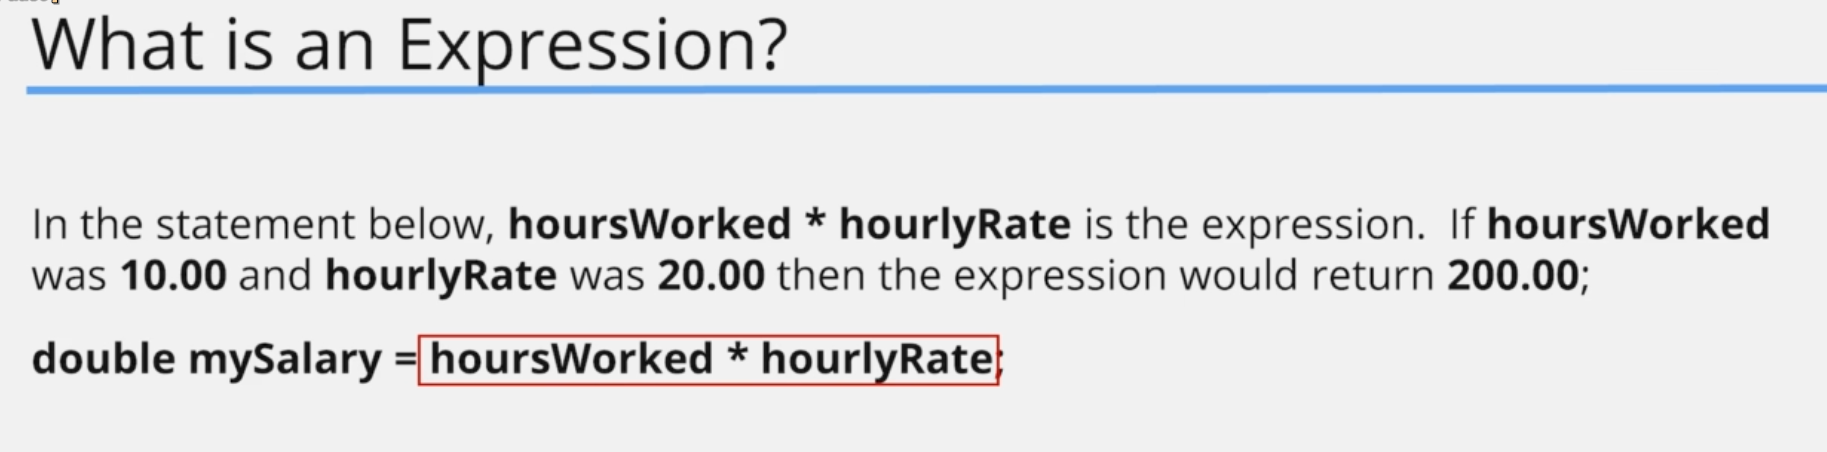 What is an Expression?
In the statement below, hoursWorked * hourlyRate is the expression.  If hoursWorked
was 10.00 and hourlyRate was 20.00 then the expression would return 200.00;
double mySalary = hoursWorked * hourlyRate;